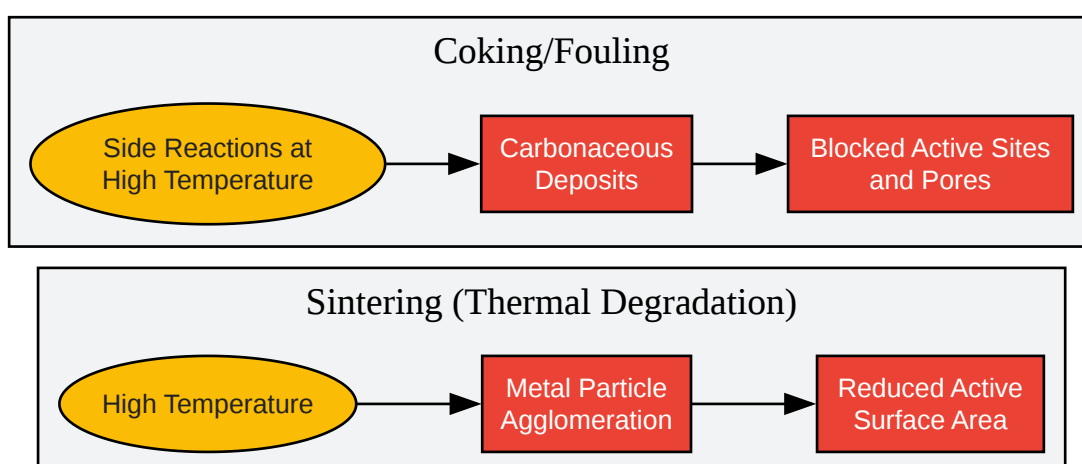 Coking/Fouling
Side Reactions at
High Temperature
Carbonaceous
Deposits
Blocked Active Sites
and Pores
Sintering (Thermal Degradation)
High Temperature
Metal Particle
Agglomeration
Reduced Active
Surface Area